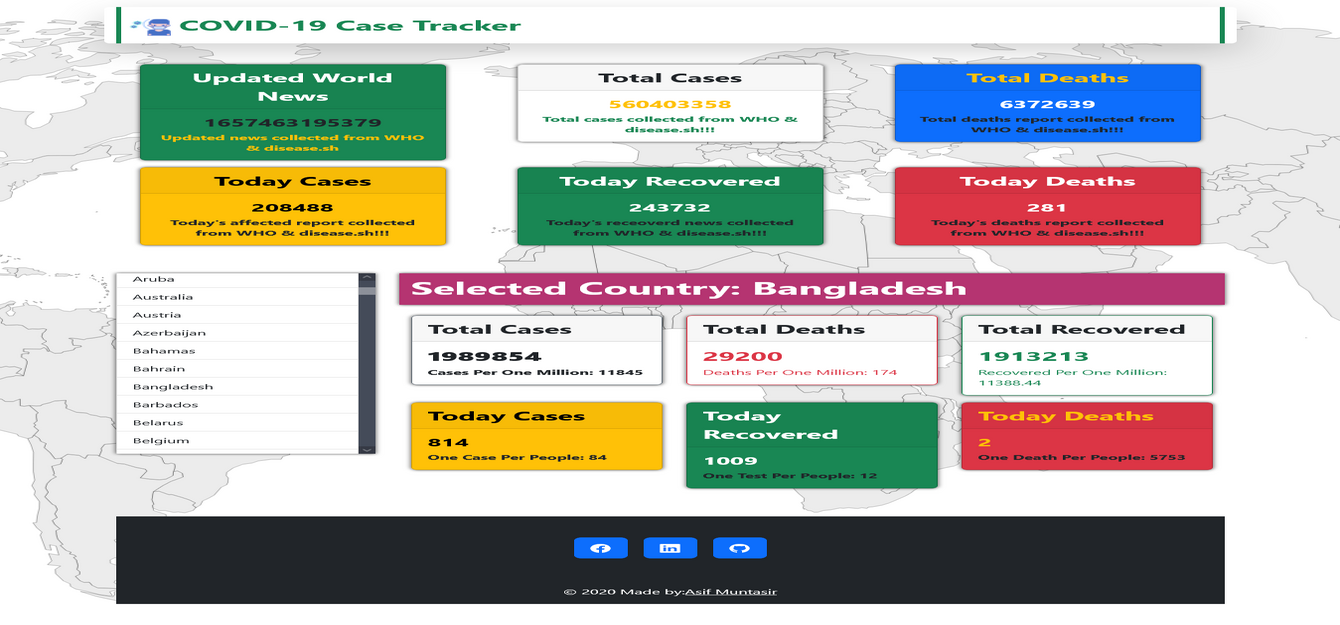 COVID-19 Case Tracker
Updated World
News
1657463195379
Updated news collected from WHO
& disease.sh
Total Cases
560403358
Total cases collected from WHO &
disease.sh!!!
Total Deaths
6372639
Total deaths report collected from
WHO & disease.sh!!!
Today Cases
208488
Today's affected report collected
from WHO & disease.sh!!!
Today Recovered
243732
Today's receoverd news collected
from WHO & disease.sh!!!
Today Deaths
281
Today's deaths report collected
from WHO & disease.sh!!!
Aruba
Australia
Austria
Azerbaijan
Bahamas
Bahrain
Bangladesh
Barbados
Belarus
Belgium
Selected Country: Bangladesh
Total Cases
1989854
Cases Per One Million: 11845
Total Deaths
29200
Deaths Per One Million: 174
Total Recovered
1913213
Recovered Per One Million:
11388.44
Today Cases
814
One Case Per People: 84
Today
Recovered
1009
One Test Per People: 12
Today Deaths
2
One Death Per People: 5753
© 2020 Made by:Asif Muntasir